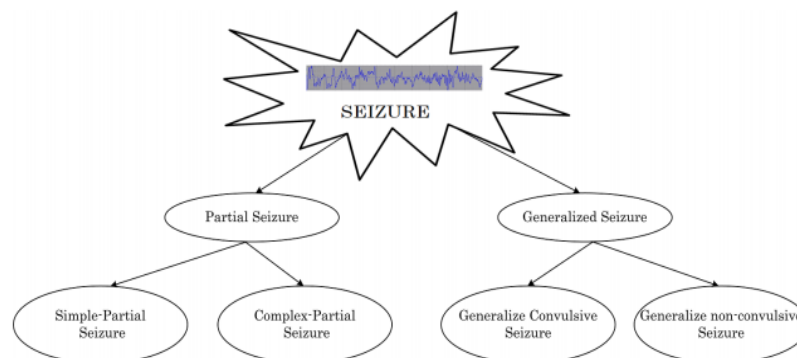 SEIZURE
Partial Seizure
Generalized Seizure
Simple-Partial
Seizure
Complex-Partial
Seizure
Generalize Convulsive
Seizure
Generalize non-convulsive
Seizure